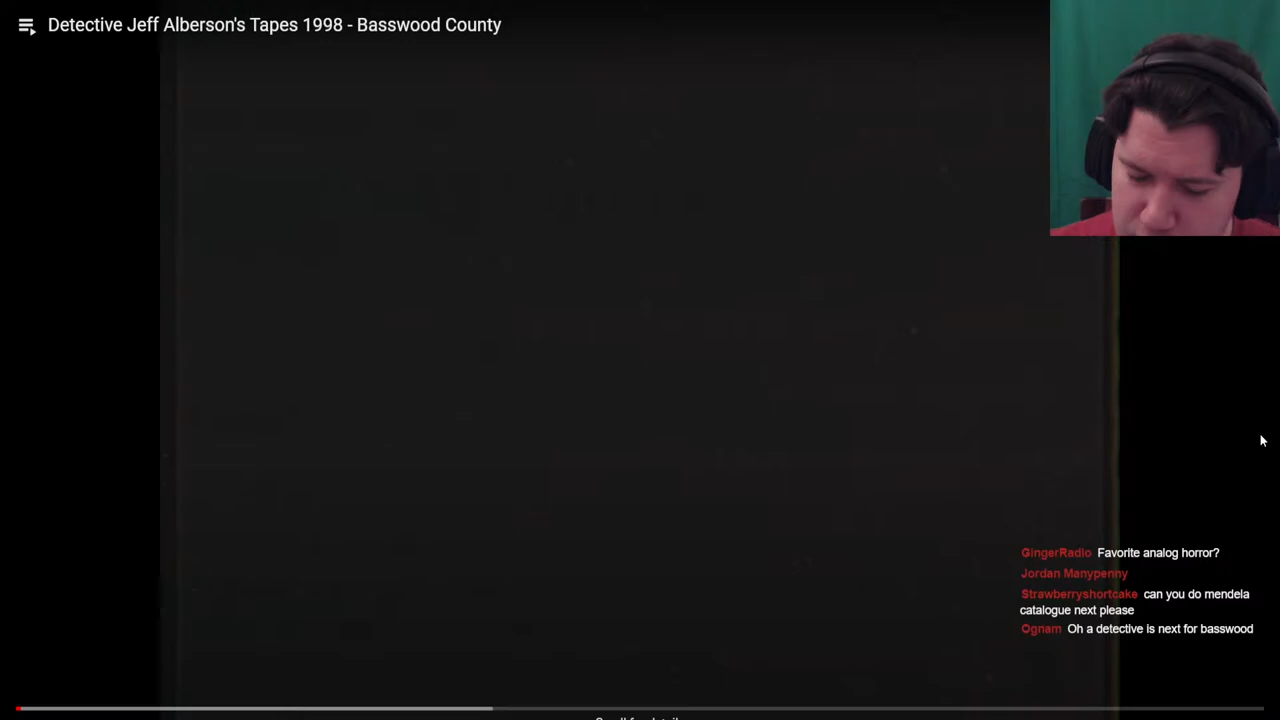 Detective Jeff Alberson's Tapes 1998 - Basswood County
GingerRadio Favorite analog horror?
Jordan Manypenny
Strawberryshortcake can you do mendela
catalogue next please
Ognam Oh a detective is next for basswood